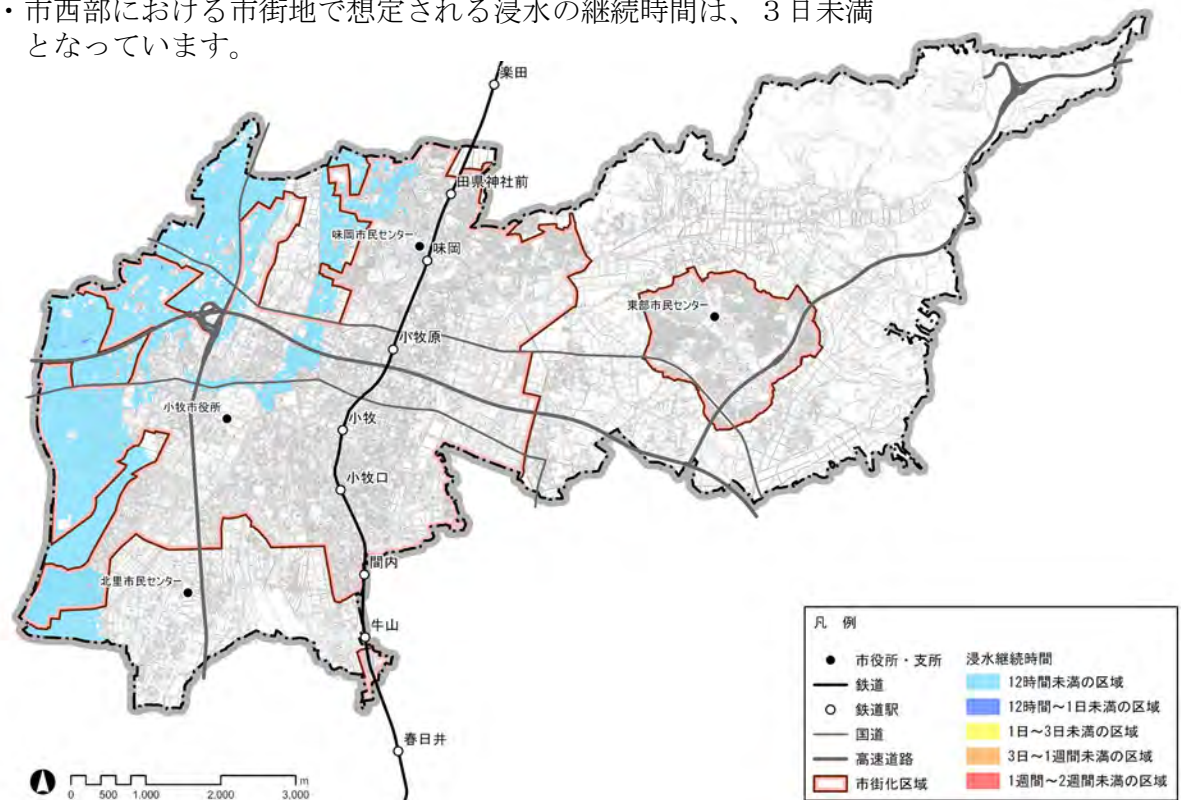 ・市西部における市街地で想定される浸水の継続時間は、３日未満
となっています。
楽田
田県神社前
味岡市民センター
味岡
東部市民センター
小牧原
小牧市役所
小牧
小牧口
間内
北里市民センター
牛山
春日井
凡　例
市役所・支所
鉄道
鉄道駅
国道
高速道路
市街化区域
浸水継続時間
12時間未満の区域
12時間～1日未満の区域
1日～3日未満の区域
3日～1週間未満の区域
1週間～2週間未満の区域
m
0 500 1,000 2,000 3,000